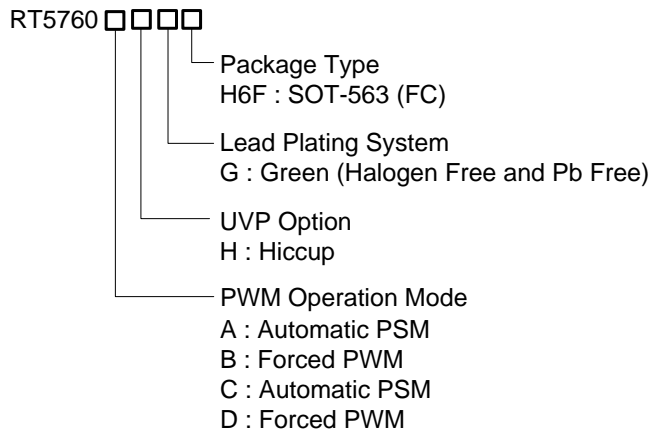 RT5760
Package Type
H6F : SOT-563 (FC)
Lead Plating System
G : Green (Halogen Free and Pb Free)
UVP Option
H : Hiccup
PWM Operation Mode
A : Automatic PSM
B : Forced PWM
C : Automatic PSM
D : Forced PWM